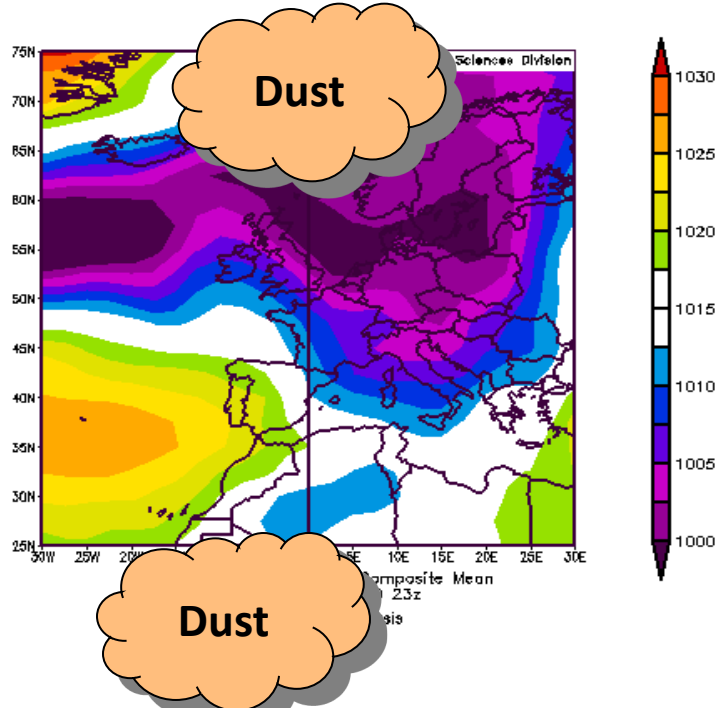 Dust
Sciences Division
75N
70N
65N
60N
55N
50N
45N
40N
35N
30N
25N
30W 25W 20W 5E 10E 15E 20E 25E 30E
1030
1025
1020
1015
1010
1005
1000
Composite Mean
23z
Dust